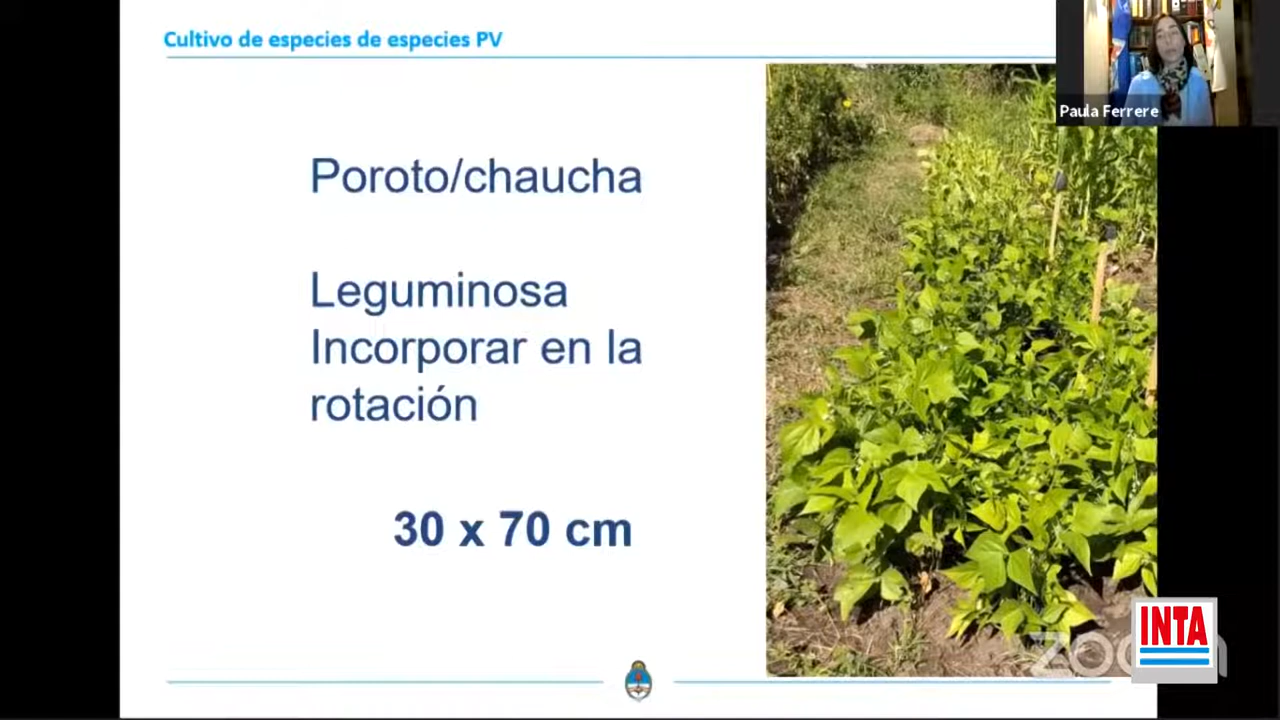 Cultivo de especies de especies PV
Paula Ferrere
Poroto/chaucha
Leguminosa
Incorporar en la
rotación
30 x 70 cm
zoom
INTA